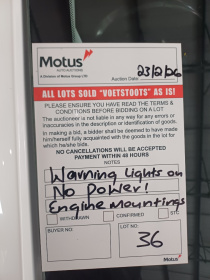 Motus
A Division of Motus Group LTD
Auction Date:
23/2/26
ALL LOTS SOLD "VOETSTOOTS" AS IS!
PLEASE ENSURE YOU HAVE READ THE TERMS &
CONDITIONS BEFORE BIDDING ON A LOT
The auctioneer is not liable in any way for any errors or
inaccuracies in the description or identification of goods.
In making a bid, a bidder shall be deemed to have made
him/herself fully acquainted with the goods in the lot for
which he/she bids.
NO CANCELLATIONS WILL BE ACCEPTED
PAYMENT WITHIN 48 HOURS
NOTES
Warning Lights on
No Power!
Engine Mountings
WITHDRAWN
CONFIRMED
STC
BUYER NO.
LOT NO.
36
Motus